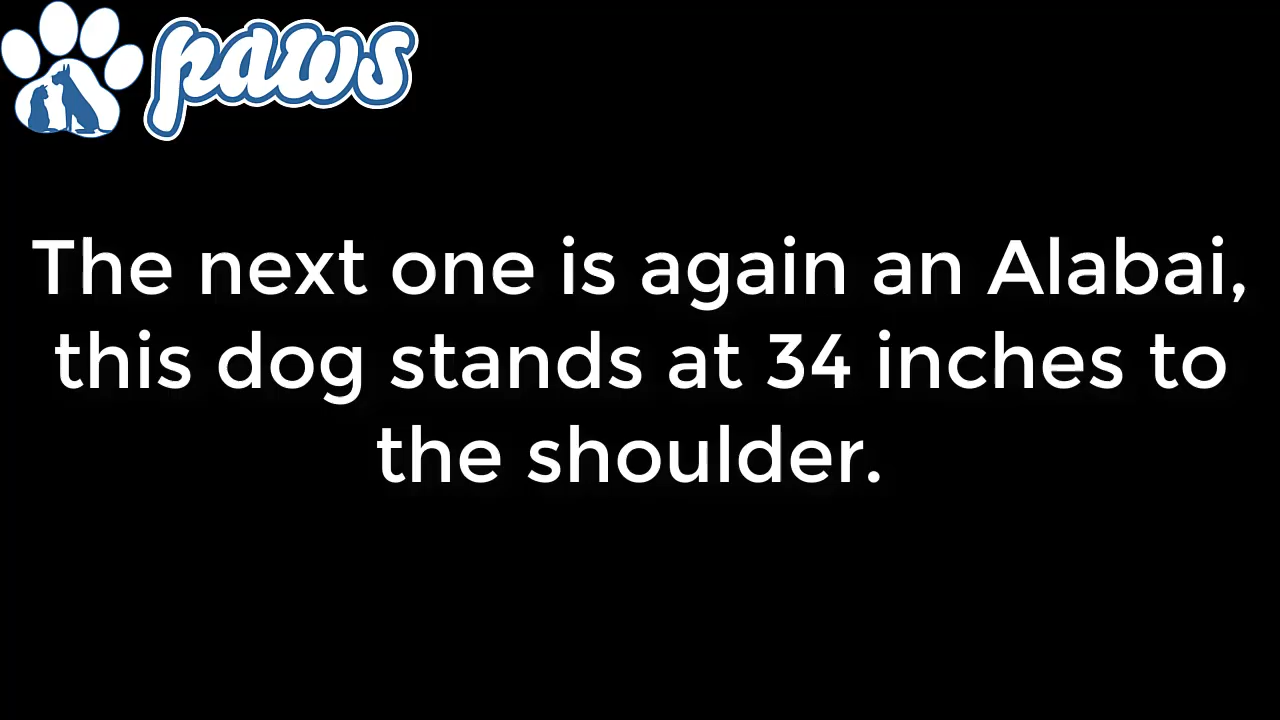 paws
The next one is again an Alabai,
this dog stands at 34 inches to
the shoulder.